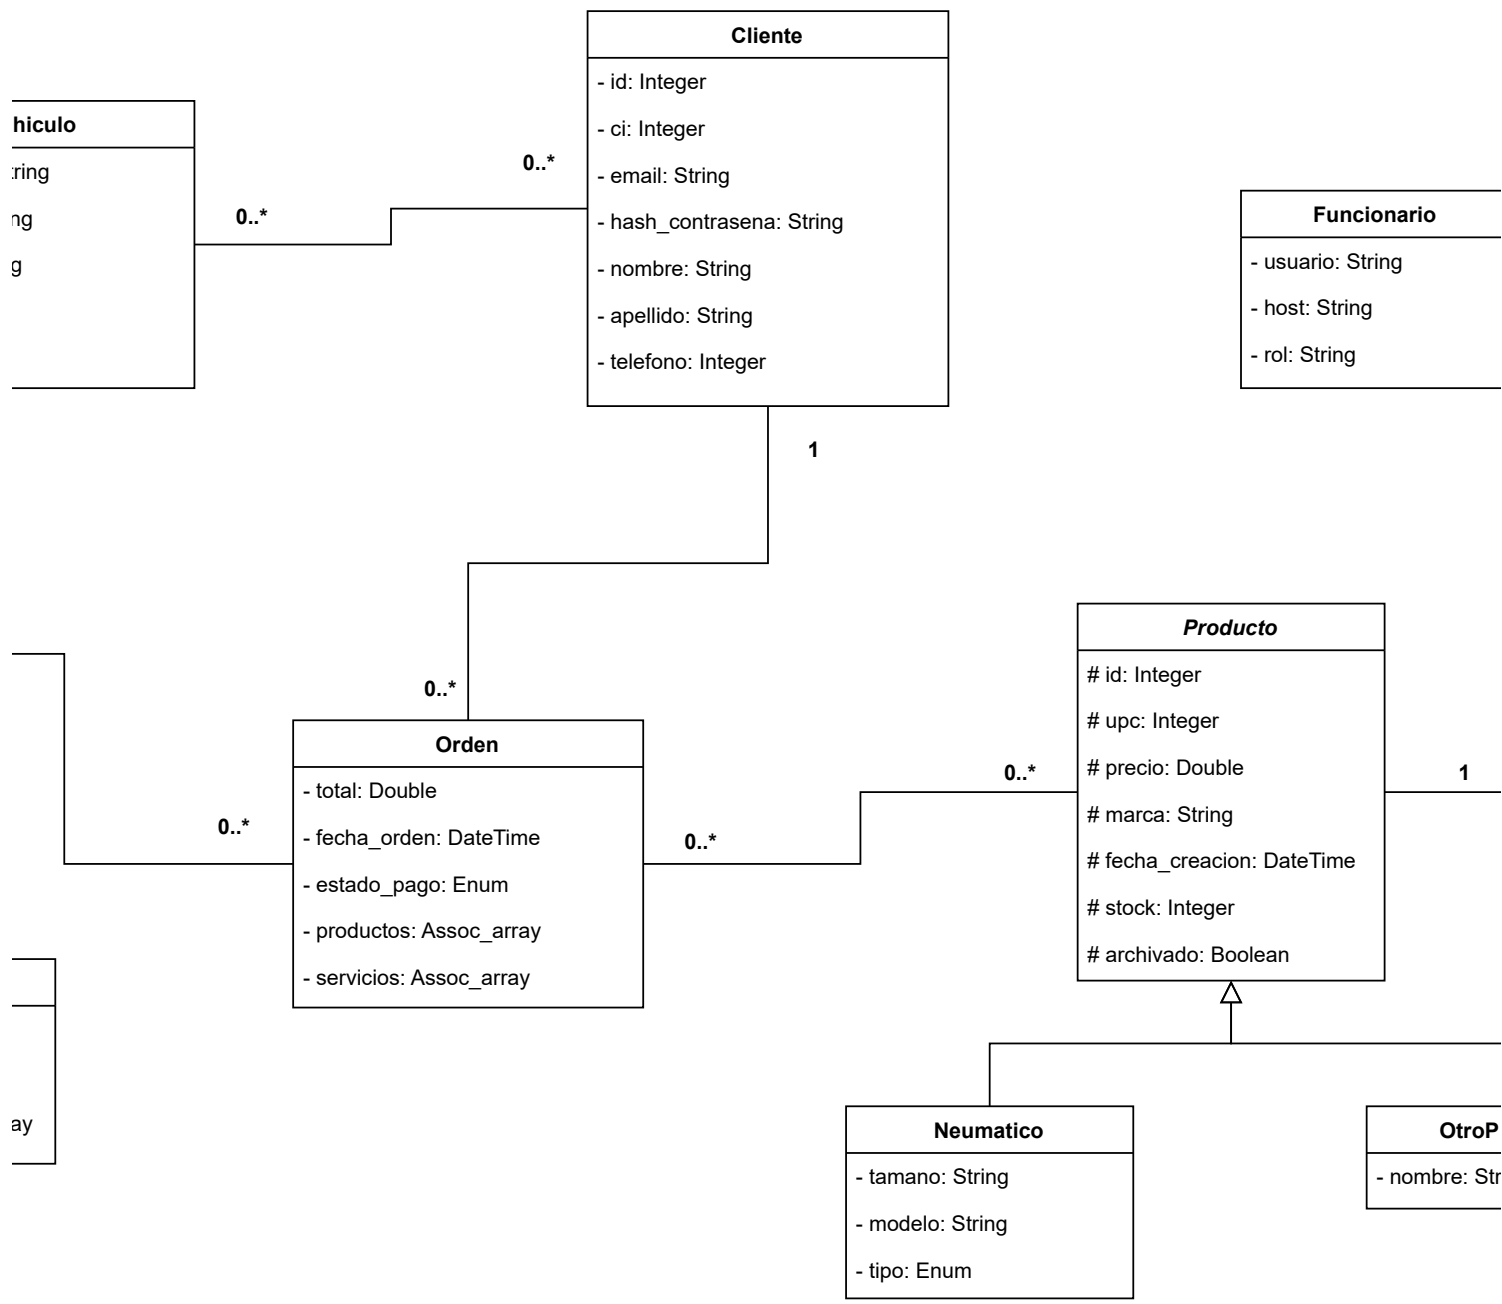 Cliente
- id: Integer
- ci: Integer
- email: String
- hash_contrasena: String
- nombre: String
- apellido: String
- telefono: Integer
hiculo
tring
ng
g
0..*
0..*
Funcionario
- usuario: String
- host: String
- rol: String
1
0..*
Orden
- total: Double
- fecha_orden: DateTime
- estado_pago: Enum
- productos: Assoc_array
- servicios: Assoc_array
0..*
0..*
0..*
1
Producto
# id: Integer
# upc: Integer
# precio: Double
# marca: String
# fecha_creacion: DateTime
# stock: Integer
# archivado: Boolean
ay
Neumatico
- tamano: String
- modelo: String
- tipo: Enum
OtroP
- nombre: Str